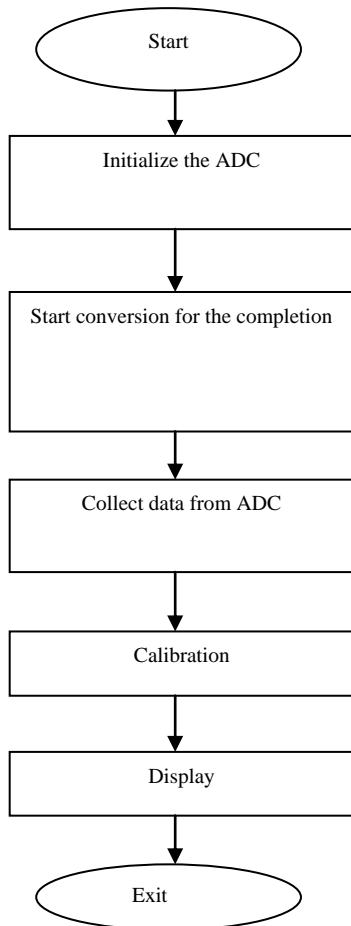 Start
Initialize the ADC
Start conversion for the completion
Collect data from ADC
Calibration
Display
Exit